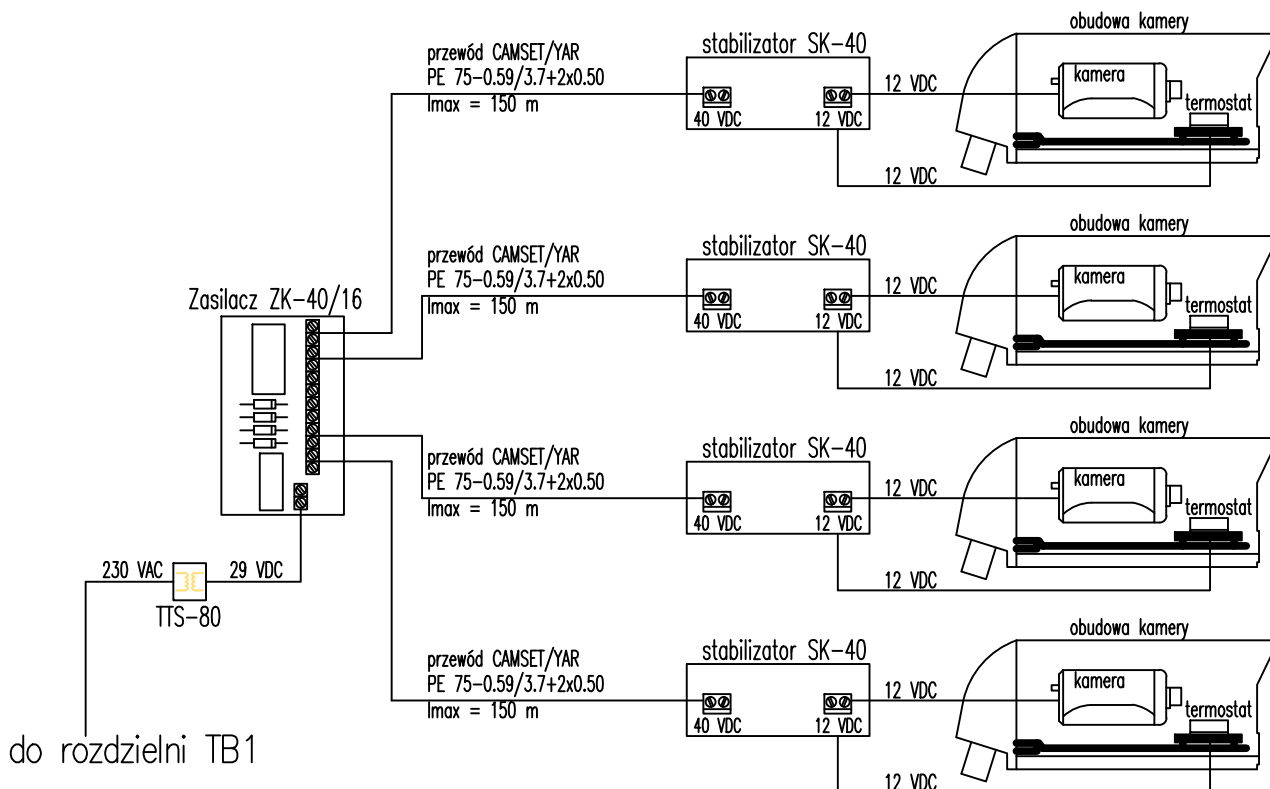 obudowa kamery
stabilizator SK-40
przewód CAMSET/YAR
PE 75-0.59/3.7+2x0.50
lmax = 150 m
12 VDC
kamera
termostat
40 VDC
12 VDC
12 VDC
obudowa kamery
stabilizator SK-40
przewód CAMSET/YAR
PE 75-0.59/3.7+2x0.50
lmax = 150 m
12 VDC
kamera
termostat
40 VDC
12 VDC
12 VDC
Zasilacz ZK-40/16
obudowa kamery
stabilizator SK-40
przewód CAMSET/YAR
PE 75-0.59/3.7+2x0.50
lmax = 150 m
12 VDC
kamera
termostat
40 VDC
12 VDC
12 VDC
230 VAC
29 VDC
TTS-80
obudowa kamery
stabilizator SK-40
przewód CAMSET/YAR
PE 75-0.59/3.7+2x0.50
lmax = 150 m
12 VDC
kamera
termostat
40 VDC
12 VDC
12 VDC
do rozdzielni TB1